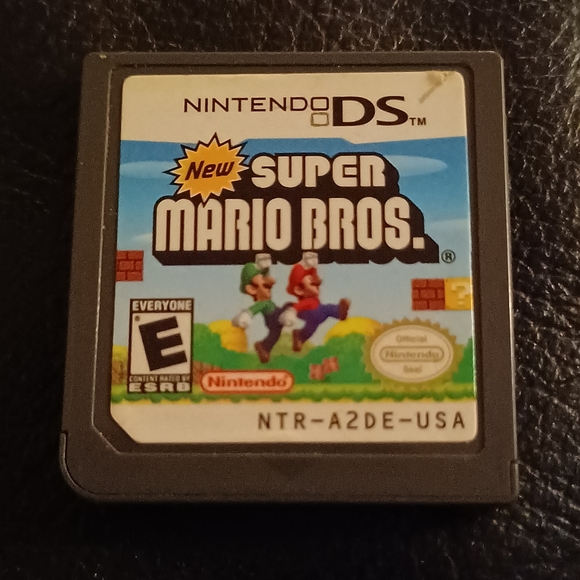 NINTENDO DS™
New SUPER
MARIO BROS.®
EVERYONE
E
CONTENT RATED BY
ESRB
Nintendo
Official
Nintendo
Seal
NTR-A2DE-USA